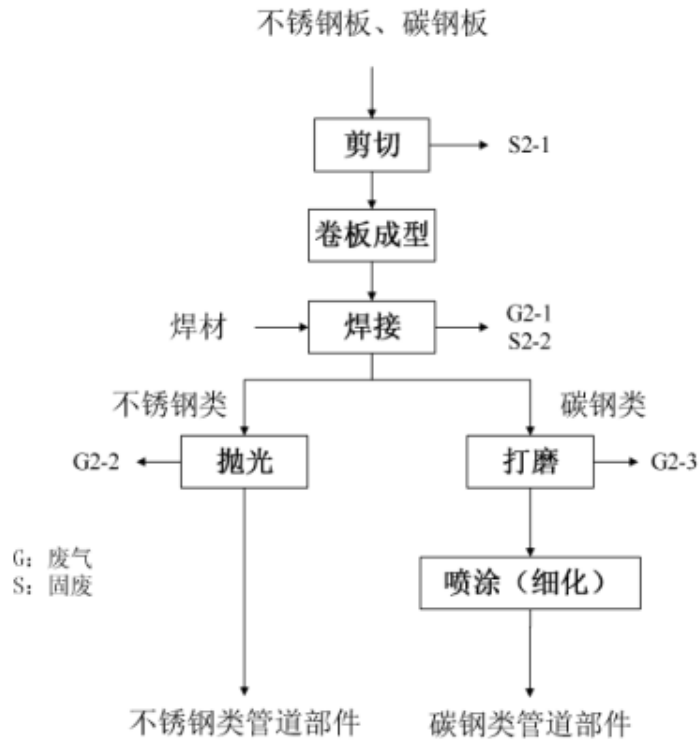 不锈钢板、碳钢板
剪切
S2-1
卷板成型
焊材
焊接
G2-1
S2-2
不锈钢类
碳钢类
G2-2
抛光
打磨
G2-3
G：废气
S：固废
喷涂（细化）
不锈钢类管道部件
碳钢类管道部件